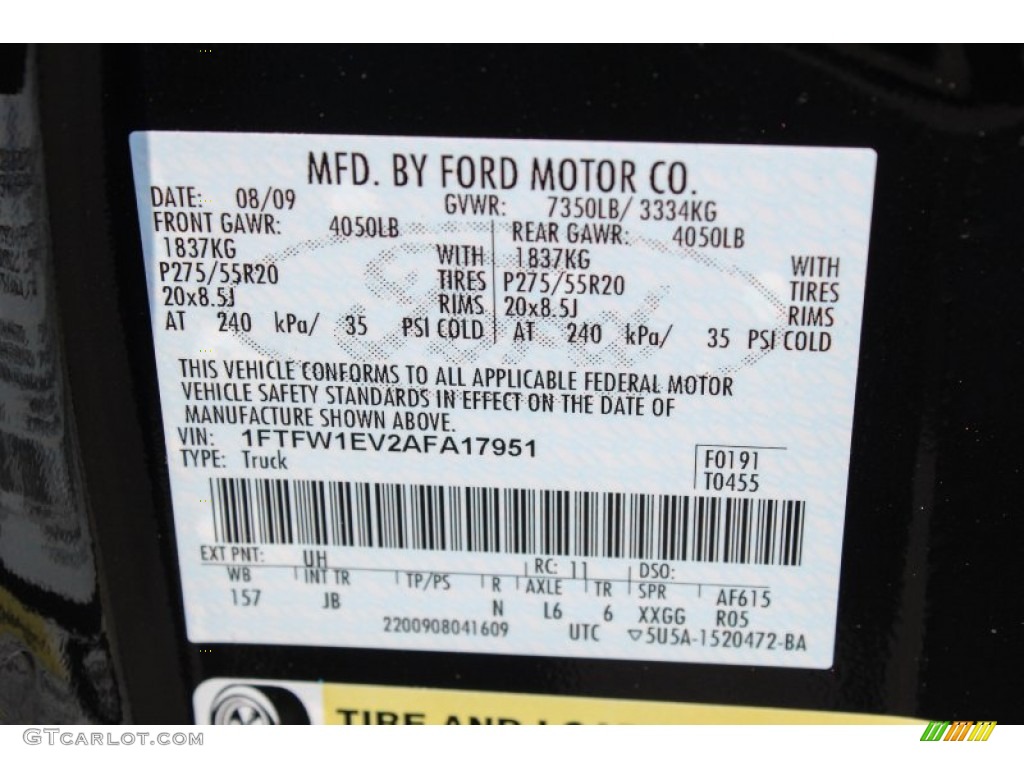 MFD. BY FORD MOTOR CO.
DATE: 08/09 GVWR: 7350LB/ 3334KG
FRONT GAWR: 4050LB REAR GAWR: 4050LB
1837KG WITH 1837KG WITH
P275/55R20 TIRES P275/55R20 TIRES
20x8.5J RIMS 20x8.5J RIMS
AT 240 kPa/ 35 PSI COLD AT 240 kPa/ 35 PSI COLD
THIS VEHICLE CONFORMS TO ALL APPLICABLE FEDERAL MOTOR
VEHICLE SAFETY STANDARDS IN EFFECT ON THE DATE OF
MANUFACTURE SHOWN ABOVE.
VIN: 1FTFW1EV2AFA17951
TYPE: Truck
F0191
T0455
EXT PNT: UH RC: 11 DSO:
WB INT TR TP/PS R AXLE TR SPR AF615
157 JB N L6 6 XXGG R05
2200908041609 UTC ▽5U5A-1520472-BA
TIRE AND
GTcarlot.com